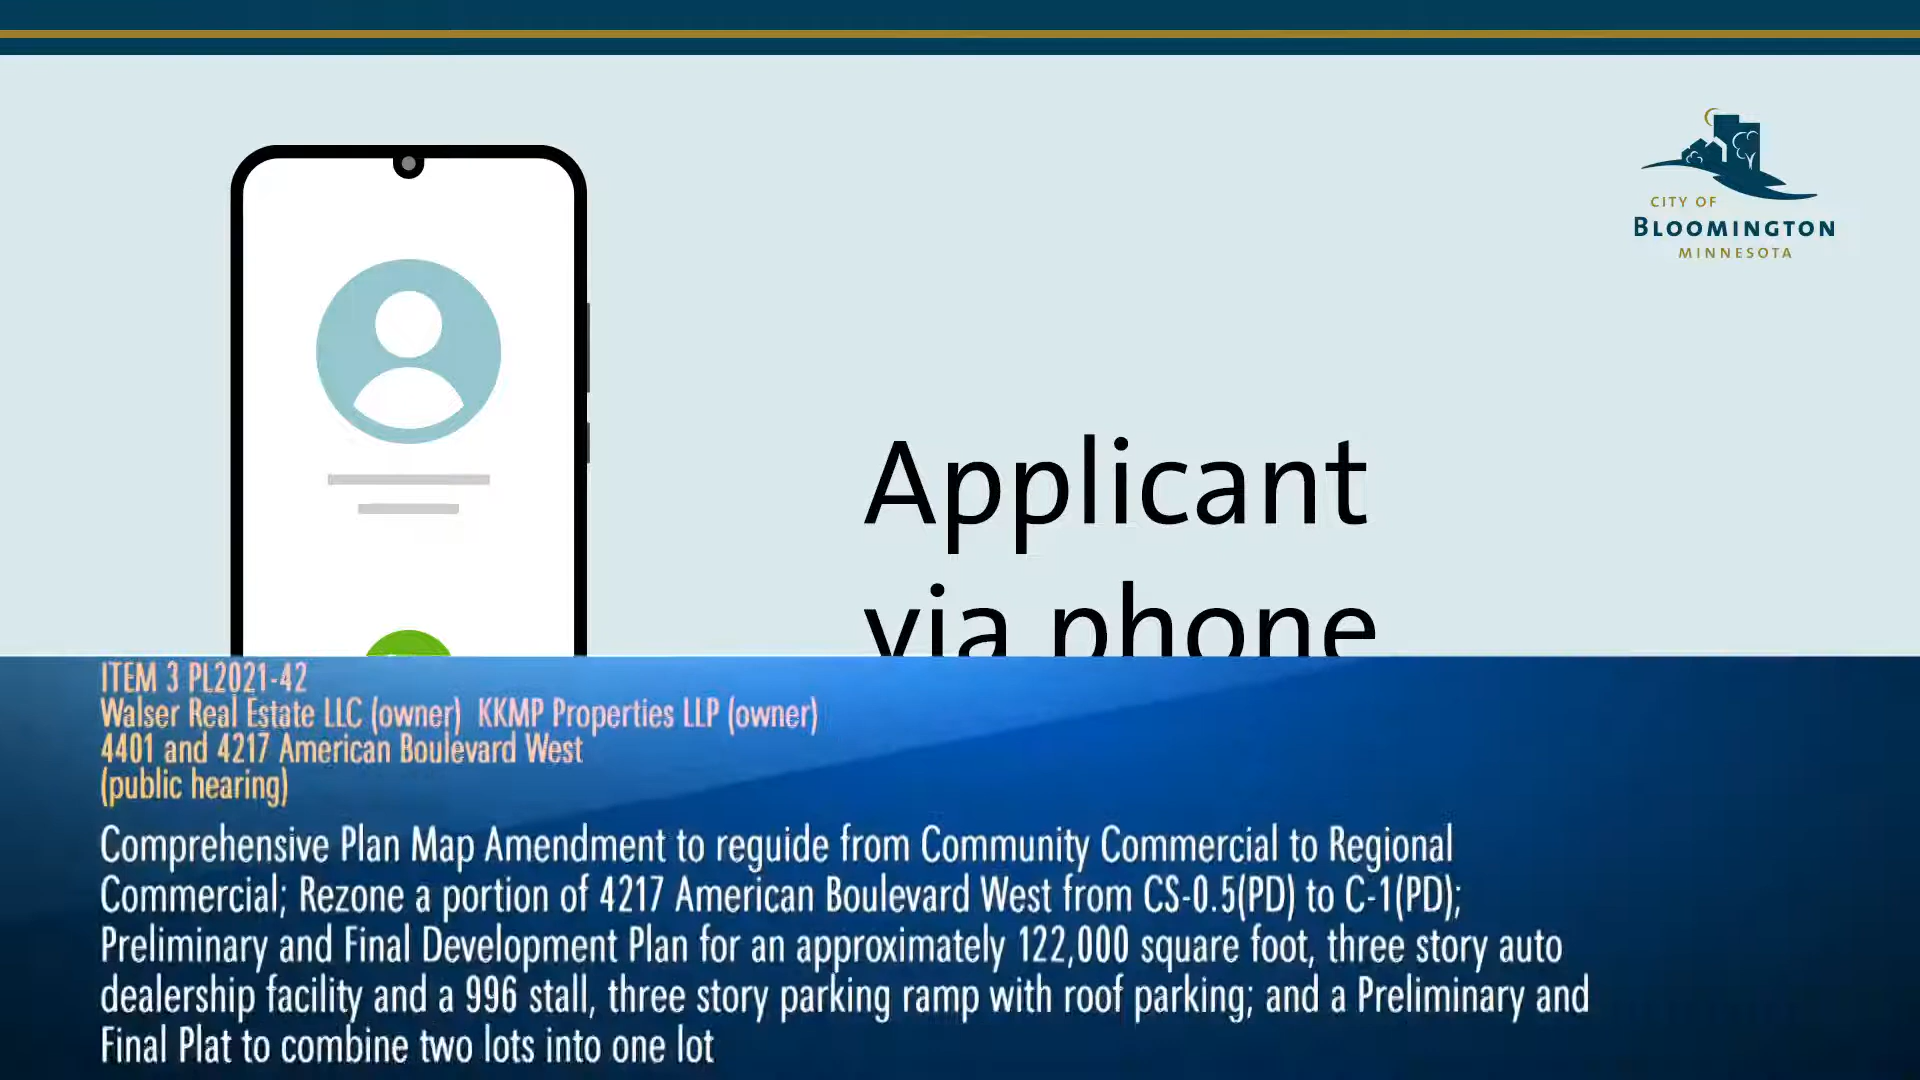 CITY OF
BLOOMINGTON
MINNESOTA
Applicant
via phone
ITEM 3 PL2021-42
Walser Real Estate LLC (owner)  KKMP Properties LLP (owner)
4401 and 4217 American Boulevard West
(public hearing)
Comprehensive Plan Map Amendment to reguide from Community Commercial to Regional
Commercial; Rezone a portion of 4217 American Boulevard West from CS-0.5(PD) to C-1(PD);
Preliminary and Final Development Plan for an approximately 122,000 square foot, three story auto
dealership facility and a 996 stall, three story parking ramp with roof parking; and a Preliminary and
Final Plat to combine two lots into one lot